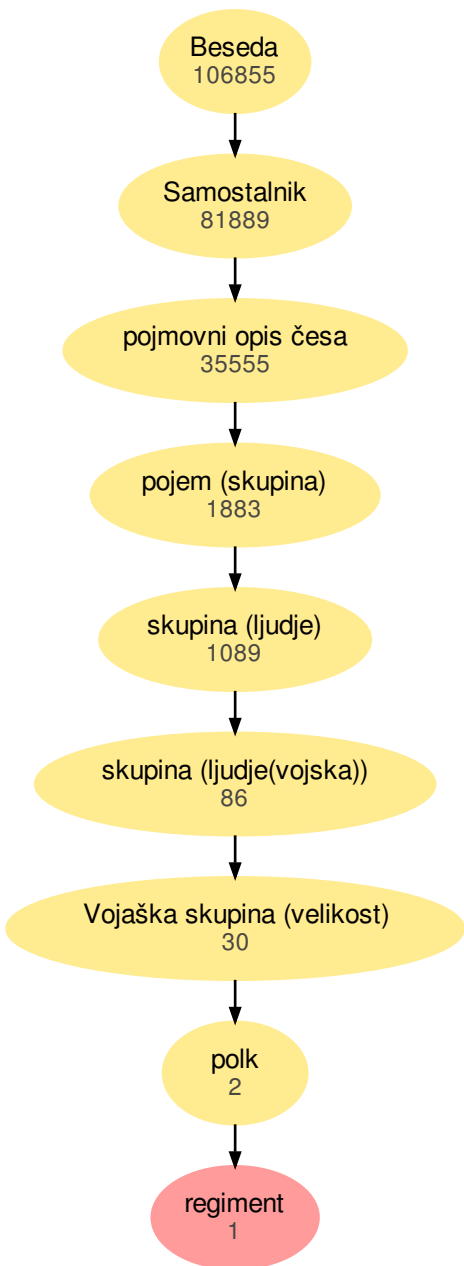 Beseda
106855
Samostalnik
81889
pojmovni opis česa
35555
pojem (skupina)
1883
skupina (ljudje)
1089
skupina (ljudje(vojska))
86
Vojaška skupina (velikost)
30
polk
2
regiment
1